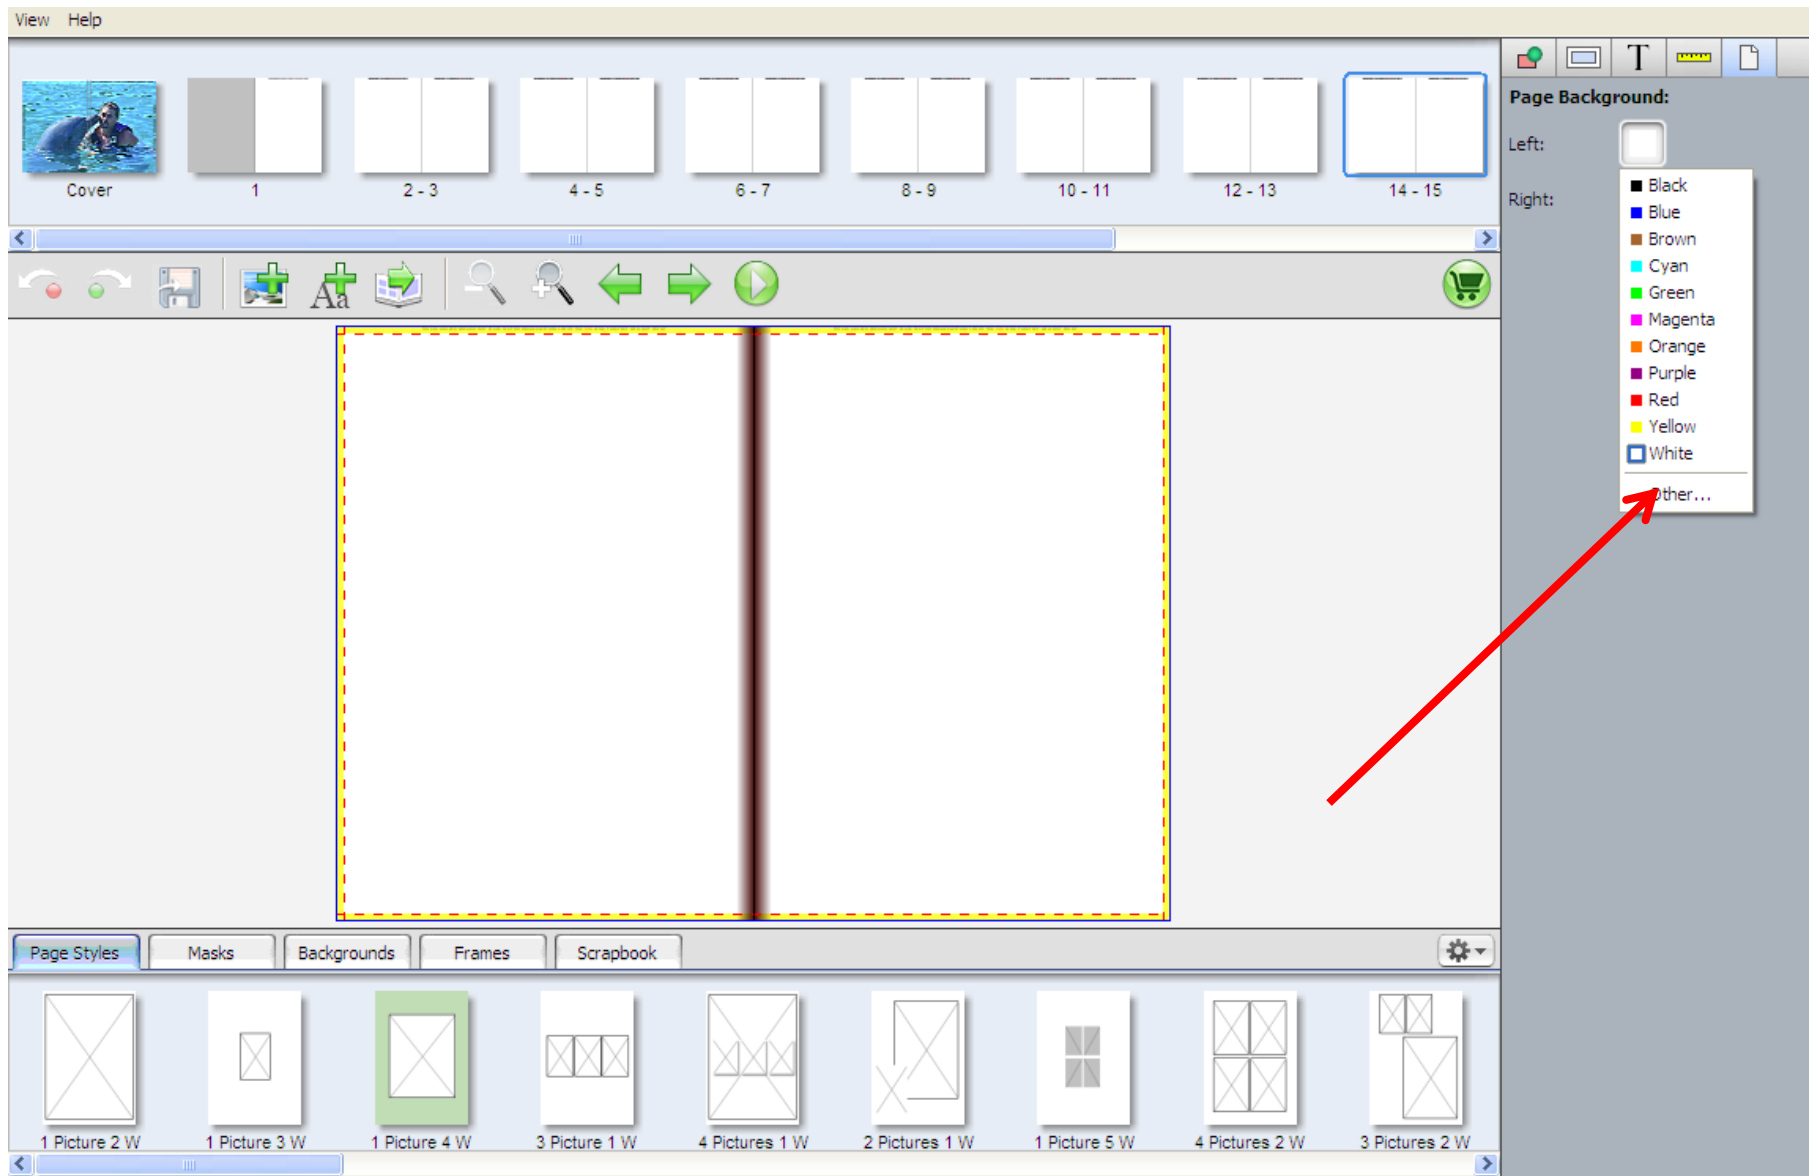 View Help
Cover 1 2 - 3 4 - 5 6 - 7 8 - 9 10 - 11 12 - 13 14 - 15
T
Page Background:
Left:
Right:
Black
Blue
Brown
Cyan
Green
Magenta
Orange
Purple
Red
Yellow
White
Other...
Aa
Page Styles Masks Backgrounds Frames Scrapbook
1 Picture 2 W 1 Picture 3 W 1 Picture 4 W 3 Picture 1 W 4 Pictures 1 W 2 Pictures 1 W 1 Picture 5 W 4 Pictures 2 W 3 Pictures 2 W